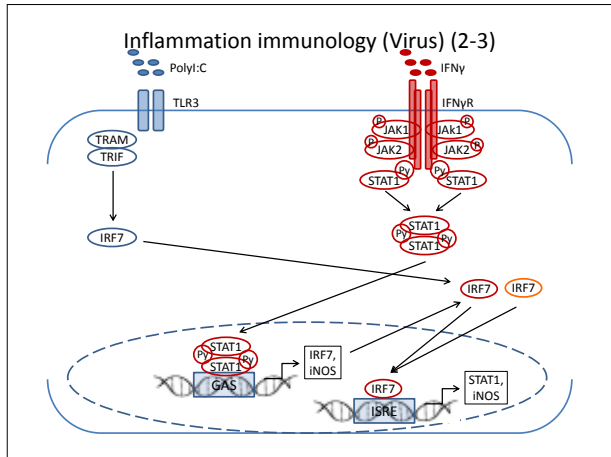 Inflammation immunology (Virus) (2-3)
PolyI:C
IFNγ
TLR3
IFNγR
TRAM
TRIF
P
JAK1
P
JAK2
JAk1
P
JAK2
P
STAT1
Py
Py
STAT1
STAT1
Py
Py
STAT1
IRF7
IRF7
IRF7
STAT1
Py
Py
STAT1
GAS
IRF7,
iNOS
IRF7
ISRE
STAT1,
iNOS